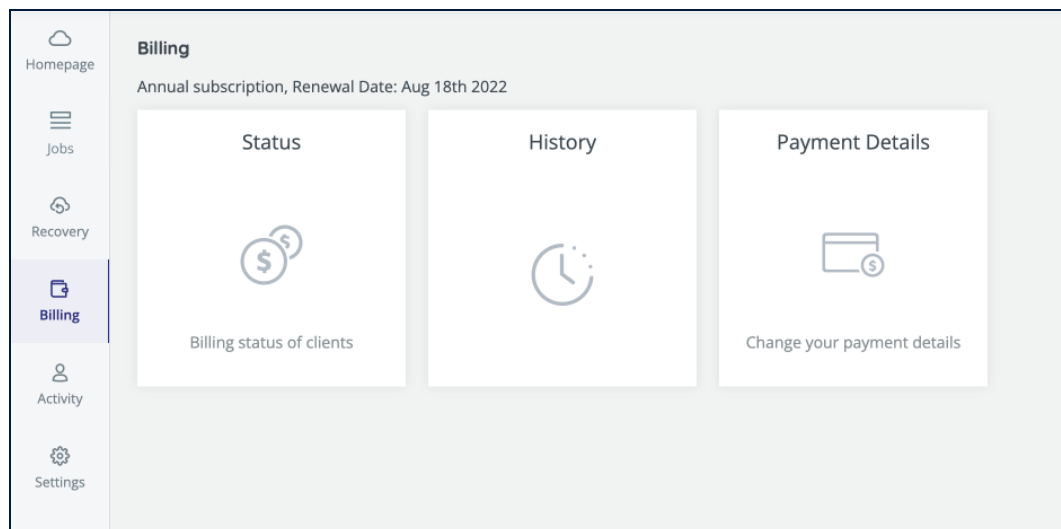 Homepage
Jobs
Recovery
Billing
Activity
Settings
Billing
Annual subscription, Renewal Date: Aug 18th 2022
Status
$ $
Billing status of clients
History
Payment Details
$
Change your payment details